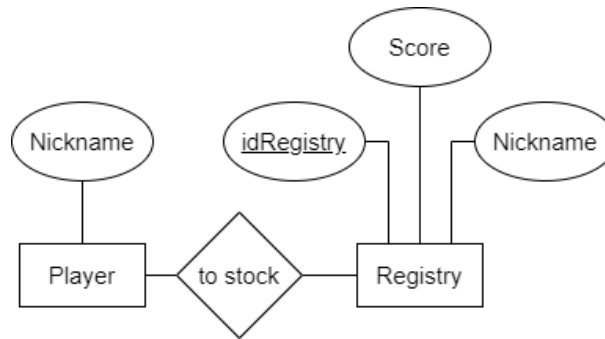 Score
Nickname
idRegistry
Nickname
Player
to stock
Registry